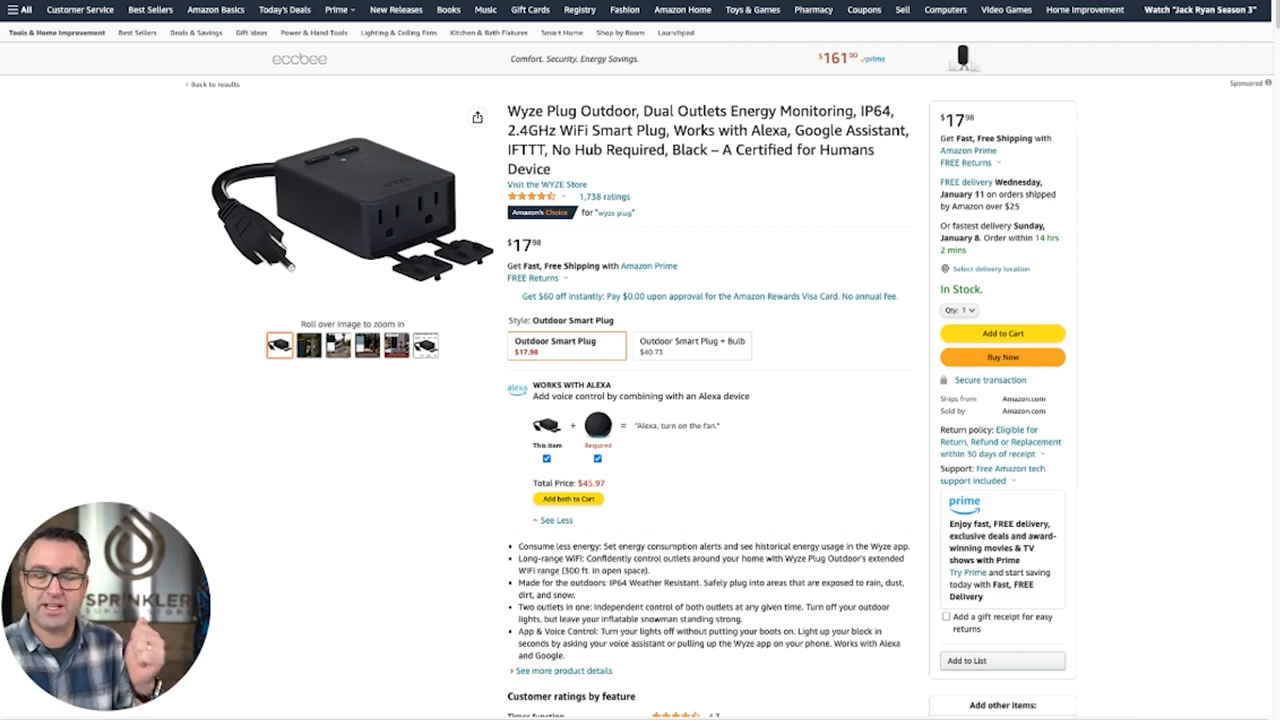 All Customer Service Best Sellers Amazon Basics Today's Deals Prime New Releases Books Music Gift Cards Registry Fashion Amazon Home Toys & Games Pharmacy Coupons Sell Computers Video Games Home Improvement Watch "Jack Ryan Season 3"
Tools & Home Improvement Best Sellers Deals & Savings Gift Ideas Power & Hand Tools Lighting & Ceiling Fans Kitchen & Bath Fixtures Smart Home Shop by Room Launchpad
ecobee Comfort. Security. Energy Savings. $161⁰⁰ prime
‹ Back to results
Sponsored
Wyze Plug Outdoor, Dual Outlets Energy Monitoring, IP64,
2.4GHz WiFi Smart Plug, Works with Alexa, Google Assistant,
IFTTT, No Hub Required, Black – A Certified for Humans
Device
Visit the WYZE Store
1,738 ratings
Amazon's Choice for "wyze plug"
$17⁹⁸
Get Fast, Free Shipping with Amazon Prime
FREE Returns
Get $60 off instantly: Pay $0.00 upon approval for the Amazon Rewards Visa Card. No annual fee.
Roll over image to zoom in
Style: Outdoor Smart Plug
Outdoor Smart Plug
$17.98
Outdoor Smart Plug + Bulb
$40.73
alexa
WORKS WITH ALEXA
Add voice control by combining with an Alexa device
+ = "Alexa, turn on the fan."
This item Required
Total Price: $45.97
Add both to Cart
See Less
• Consume less energy: Set energy consumption alerts and see historical energy usage in the Wyze app.
• Long-range WiFi: Confidently control outlets around your home with Wyze Plug Outdoor's extended
WiFi range (300 ft. in open space).
• Made for the outdoors: IP64 Weather Resistant. Safely plug into areas that are exposed to rain, dust,
dirt, and snow.
• Two outlets in one: Independent control of both outlets at any given time. Turn off your outdoor
lights, but leave your inflatable snowman standing strong.
• App & Voice Control: Turn your lights off without putting your boots on. Light up your block in
seconds by asking your voice assistant or pulling up the Wyze app on your phone. Works with Alexa
and Google.
› See more product details
Customer ratings by feature
Timer function 4.3
$17⁹⁸
Get Fast, Free Shipping with
Amazon Prime
FREE Returns
FREE delivery Wednesday,
January 11 on orders shipped
by Amazon over $25
Or fastest delivery Sunday,
January 8. Order within 14 hrs
2 mins
Select delivery location
In Stock.
Qty: 1
Add to Cart
Buy Now
Secure transaction
Ships from Amazon.com
Sold by Amazon.com
Return policy: Eligible for
Return, Refund or Replacement
within 30 days of receipt
Support: Free Amazon tech
support included
prime
Enjoy fast, FREE delivery,
exclusive deals and award-
winning movies & TV
shows with Prime
Try Prime and start saving
today with Fast, FREE
Delivery
Add a gift receipt for easy
returns
Add to List
Add other items:
SPRINKLER